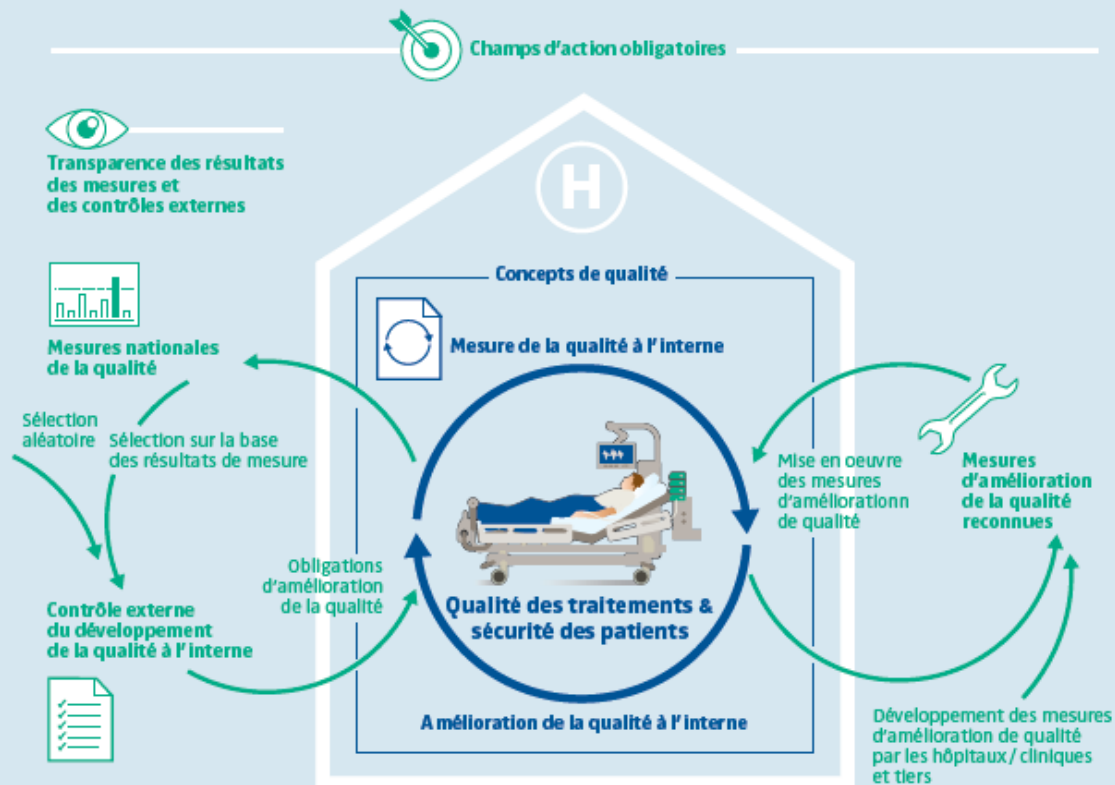 Champs d'action obligatoires
Transparence des résultats
des mesures et
des contrôles externes
H
Concepts de qualité
Mesure de la qualité à l'interne
Mesures nationales
de la qualité
Sélection
aléatoire
Sélection sur la base
des résultats de mesure
Mise en oeuvre
des mesures
d'améliorationn
de qualité
Mesures
d'amélioration
de la qualité
reconnues
Obligations
d'amélioration
de la qualité
Qualité des traitements &
sécurité des patients
Contrôle externe
du développement
de la qualité à l'interne
Amélioration de la qualité à l'interne
Développement des mesures
d'amélioration de qualité
par les hôpitaux / cliniques
et tiers